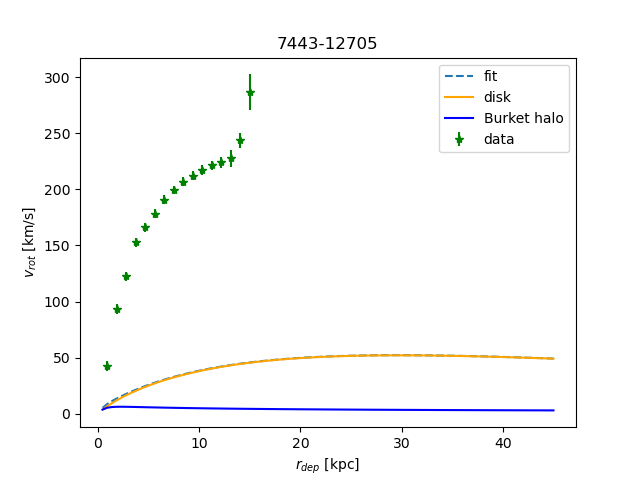 7443-12705
fit
disk
Burket halo
data
300
250
200
150
100
50
0
v_rot [km/s]
0 10 20 30 40
r_dep [kpc]